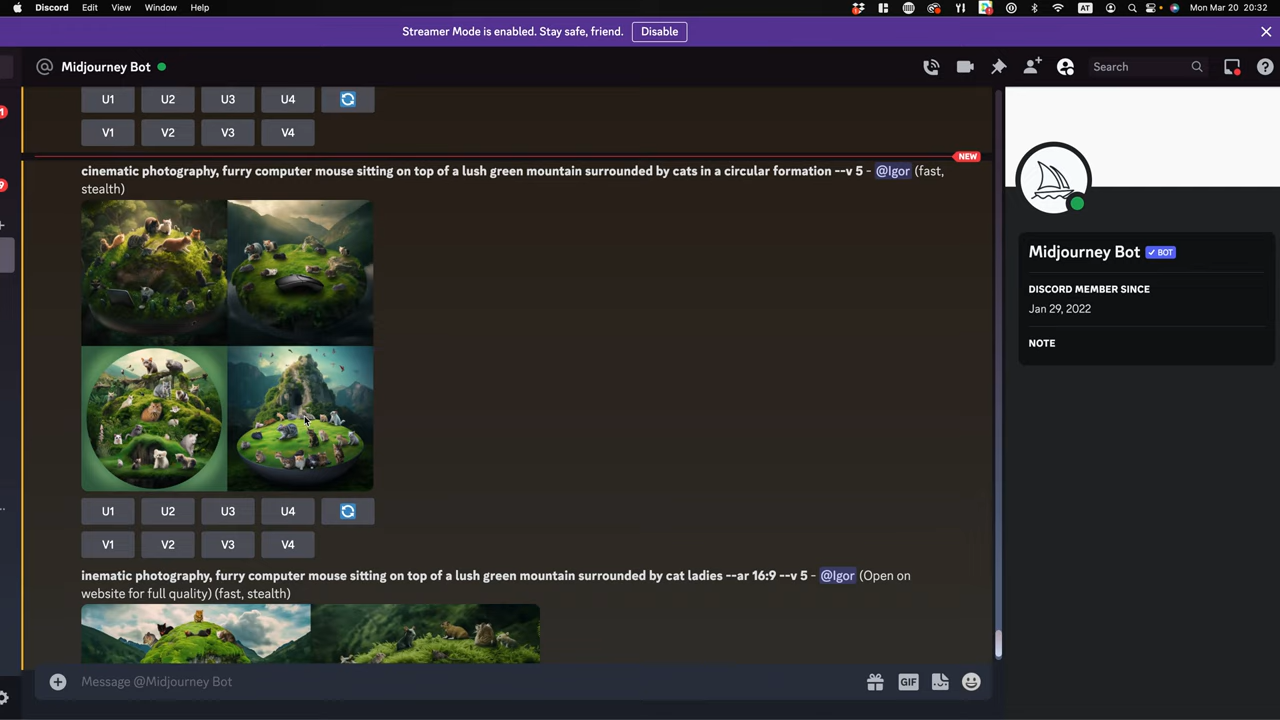 Discord Edit View Window Help
AT Mon Mar 20 20:32
Streamer Mode is enabled. Stay safe, friend. Disable
@ Midjourney Bot
Search
U1 U2 U3 U4
V1 V2 V3 V4
NEW
cinematic photography, furry computer mouse sitting on top of a lush green mountain surrounded by cats in a circular formation --v 5 - @Igor (fast,
stealth)
U1 U2 U3 U4
V1 V2 V3 V4
inematic photography, furry computer mouse sitting on top of a lush green mountain surrounded by cat ladies --ar 16:9 --v 5 - @Igor (Open on
website for full quality) (fast, stealth)
Message @Midjourney Bot
GIF
Midjourney Bot ✓ BOT
DISCORD MEMBER SINCE
Jan 29, 2022
NOTE
1
9